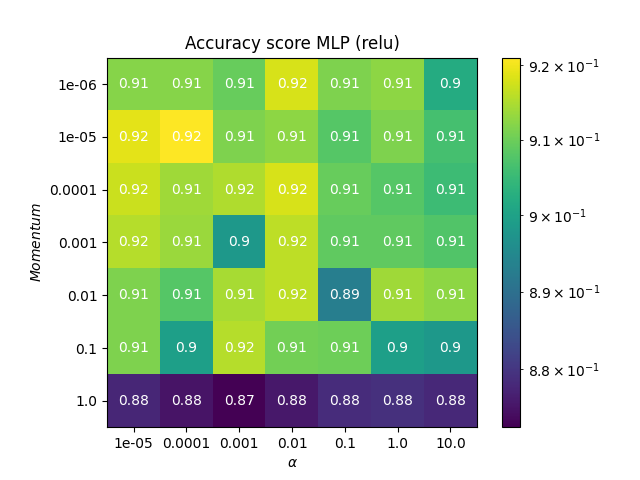 Accuracy score MLP (relu)
1e-06 0.91 0.91 0.91 0.92 0.91 0.91 0.9
1e-05 0.92 0.92 0.91 0.91 0.91 0.91 0.91
0.0001 0.92 0.91 0.92 0.92 0.91 0.91 0.91
0.001 0.92 0.91 0.9 0.92 0.91 0.91 0.91
0.01 0.91 0.91 0.91 0.92 0.89 0.91 0.91
0.1 0.91 0.9 0.92 0.91 0.91 0.9 0.9
1.0 0.88 0.88 0.87 0.88 0.88 0.88 0.88
1e-05 0.0001 0.001 0.01 0.1 1.0 10.0
α
Momentum
9.2 × 10⁻¹
9.1 × 10⁻¹
9 × 10⁻¹
8.9 × 10⁻¹
8.8 × 10⁻¹